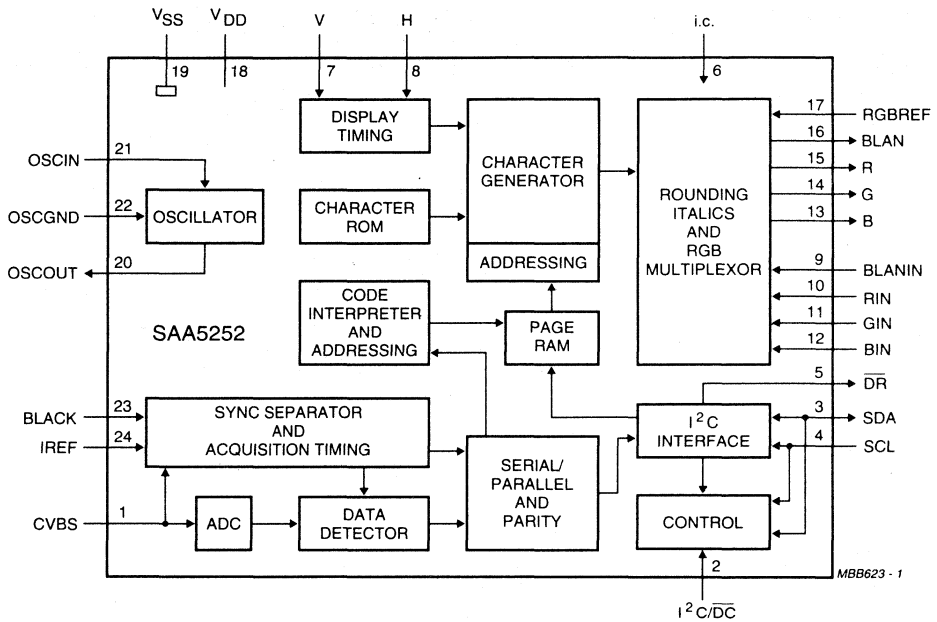 VSS
VDD
V
H
i.c.
19
18
7
8
6
DISPLAY
TIMING
CHARACTER
GENERATOR
ADDRESSING
ROUNDING
ITALICS
AND
RGB
MULTIPLEXOR
17
RGBREF
16
BLAN
15
R
14
G
13
B
9
BLANIN
10
RIN
11
GIN
12
BIN
5
DR
3
SDA
4
SCL
OSCIN
21
OSCGND
22
OSCILLATOR
OSCOUT
20
CHARACTER
ROM
CODE
INTERPRETER
AND
ADDRESSING
PAGE
RAM
SAA5252
BLACK
23
IREF
24
SYNC SEPARATOR
AND
ACQUISITION TIMING
I²C
INTERFACE
SERIAL/
PARALLEL
AND
PARITY
CVBS
1
ADC
DATA
DETECTOR
CONTROL
2
MBB623 - 1
I²C/DC